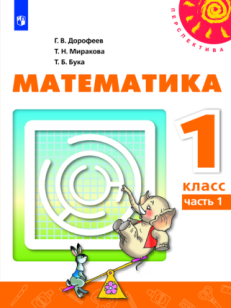 ПЕРСПЕКТИВА
Г. В. Дорофеев
Т. Н. Миракова
Т. Б. Бука
МАТЕМАТИКА
1
класс
часть 1